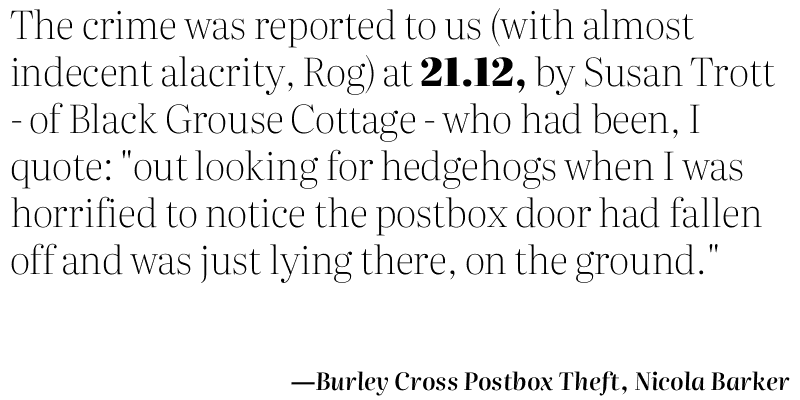 The crime was reported to us (with almost
indecent alacrity, Rog) at 21.12, by Susan Trott
- of Black Grouse Cottage - who had been, I
quote: "out looking for hedgehogs when I was
horrified to notice the postbox door had fallen
off and was just lying there, on the ground."
—Burley Cross Postbox Theft, Nicola Barker